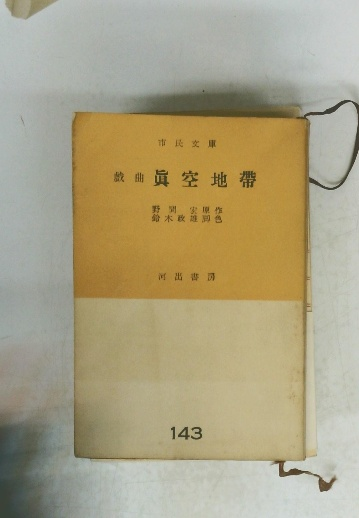 市民文庫
戯曲 眞空地帶
野間宏原作
鈴木政雄脚色
河出書房
143